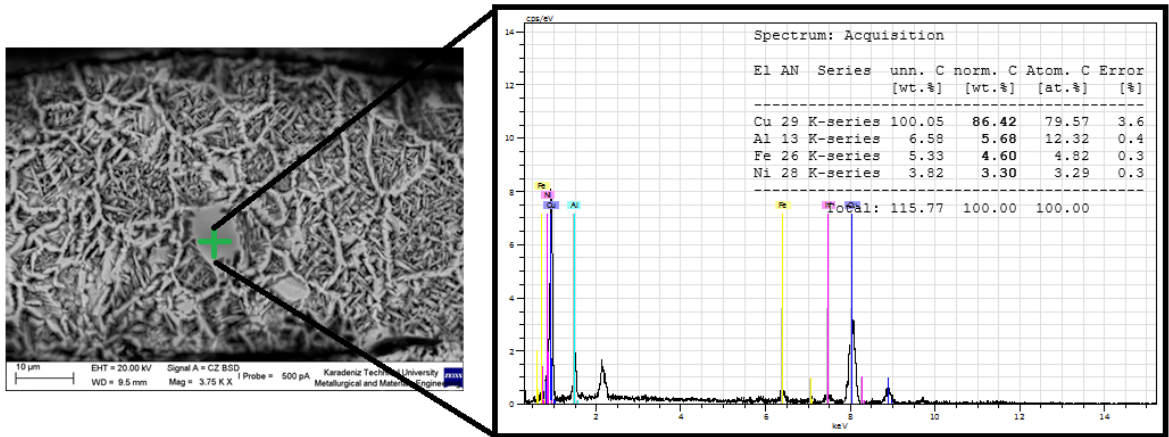 10 µm
EHT = 20.00 kV
WD = 9.5 mm
Signal A = CZ BSD
Mag = 3.75 K X
I Probe = 500 pA
Karadeniz Technical University
Metallurgical and Materials Engineering
ZEISS
cps/eV
Spectrum: Acquisition
El AN Series unn. C norm. C Atom. C Error
[wt.%] [wt.%] [at.%] [%]
Cu 29 K-series 100.05 86.42 79.57 3.6
Al 13 K-series 6.58 5.68 12.32 0.4
Fe 26 K-series 5.33 4.60 4.82 0.3
Ni 28 K-series 3.82 3.30 3.29 0.3
Total: 115.77 100.00 100.00
14
12
10
8
6
4
2
0
Fe
Ni
Cu
Al
Fe
Ni
Cu
2 4 6 8 10 12 14
keV